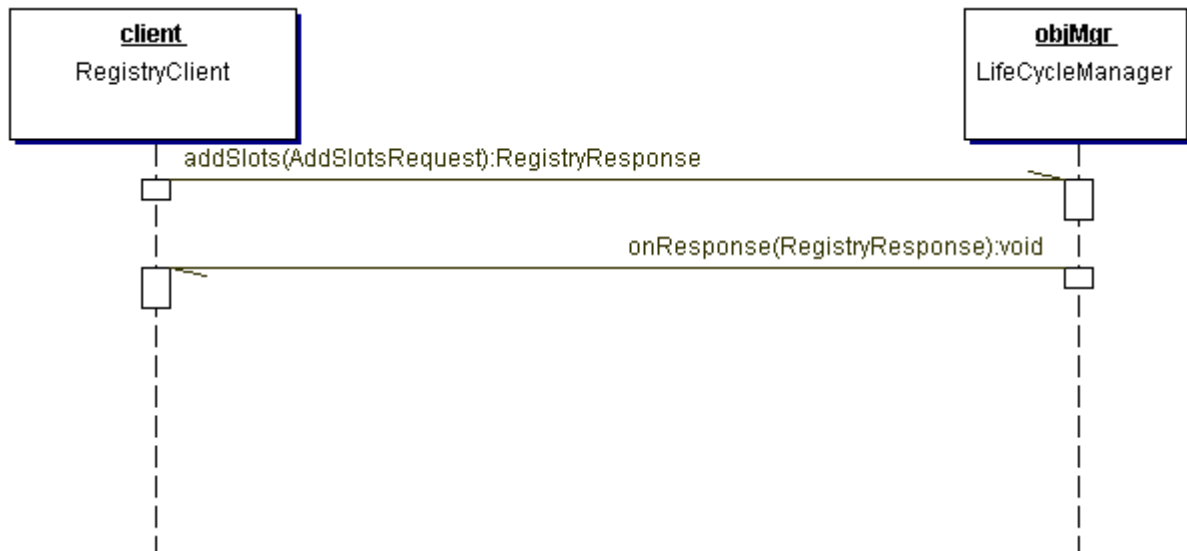 client
RegistryClient
objMgr
LifeCycleManager
addSlots(AddSlotsRequest):RegistryResponse
onResponse(RegistryResponse):void